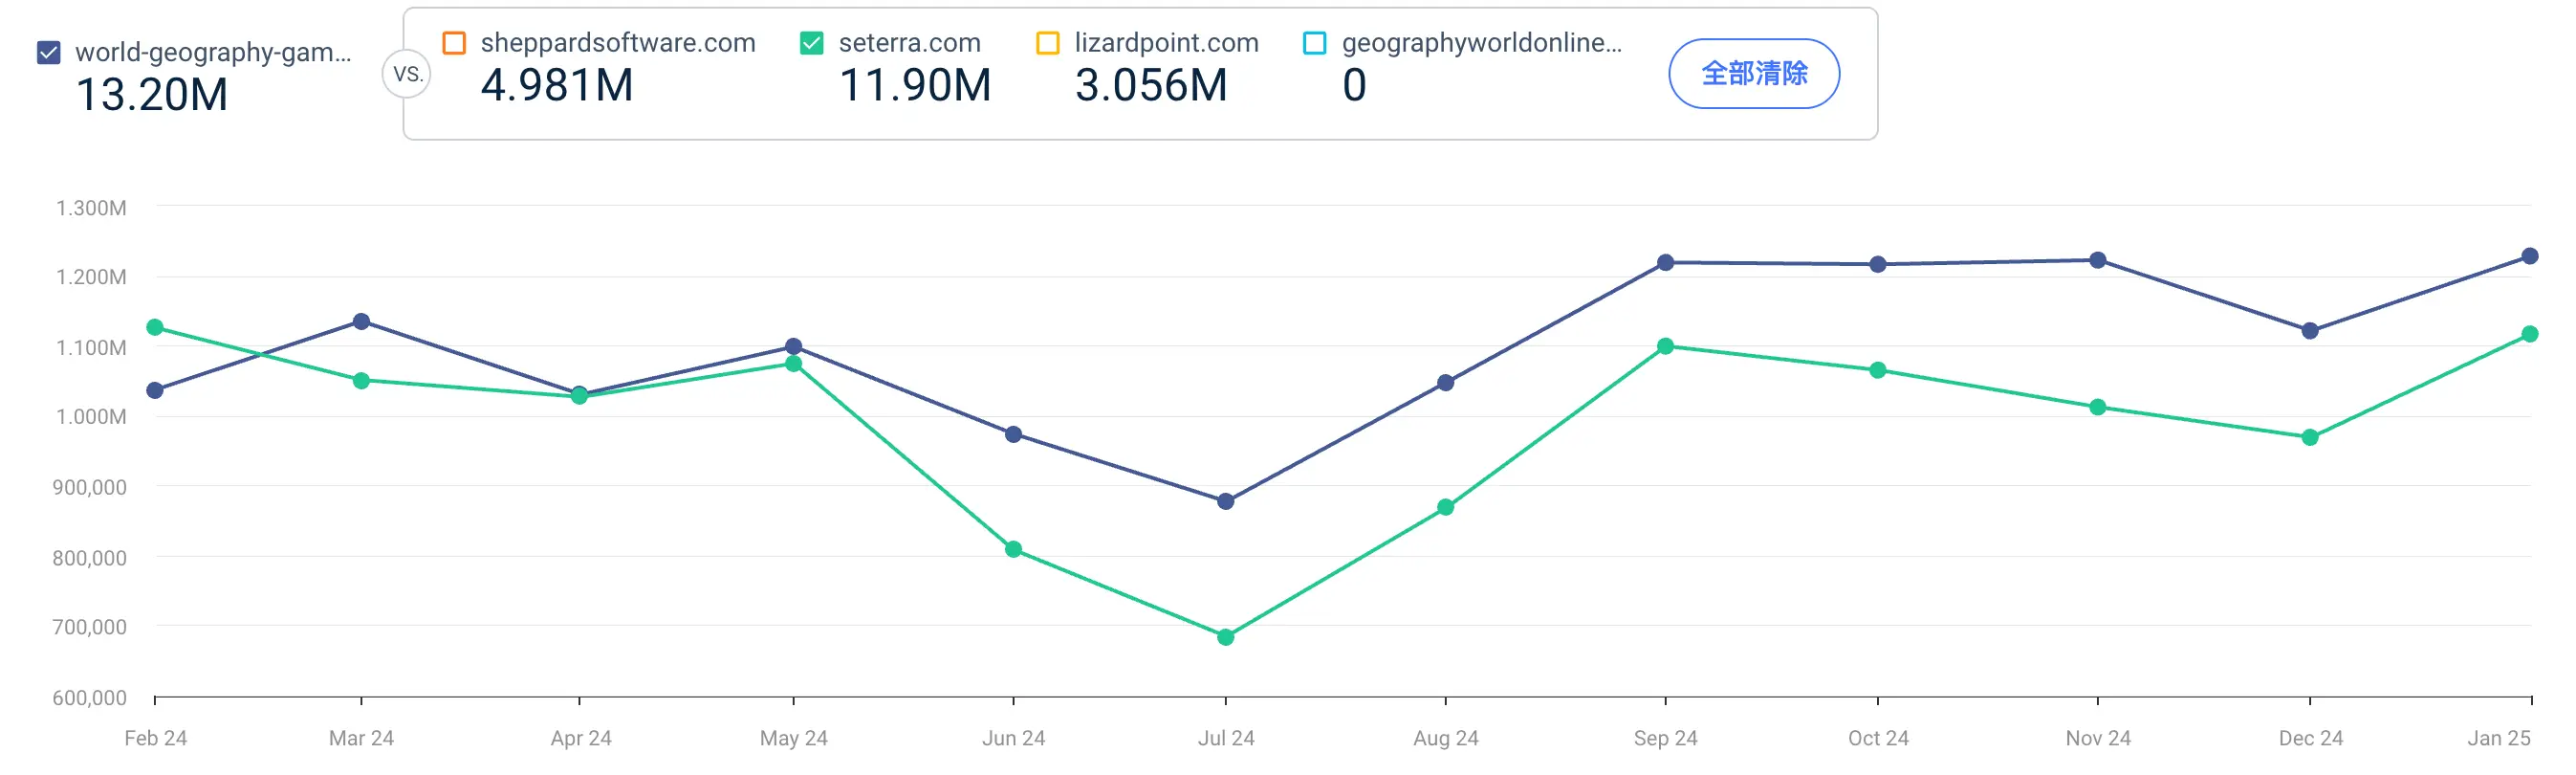 world-geography-gam...
13.20M
VS.
sheppardsoftware.com
4.981M
seterra.com
11.90M
lizardpoint.com
3.056M
geographyworldonline...
0
全部清除
1.300M
1.200M
1.100M
1.000M
900,000
800,000
700,000
600,000
Feb 24
Mar 24
Apr 24
May 24
Jun 24
Jul 24
Aug 24
Sep 24
Oct 24
Nov 24
Dec 24
Jan 25